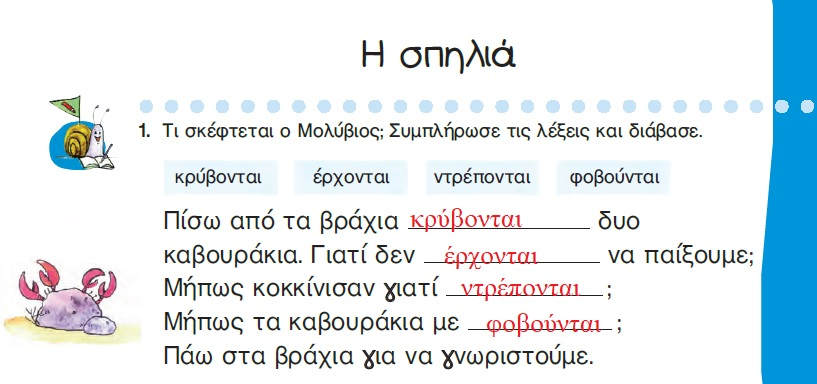 Η σπηλιά
1. Τι σκέφτεται ο Μολύβιος; Συμπλήρωσε τις λέξεις και διάβασε.
κρύβονται έρχονται ντρέπονται φοβούνται
Πίσω από τα βράχια κρύβονται δυο
καβουράκια. Γιατί δεν έρχονται να παίξουμε;
Μήπως κοκκίνισαν γιατί ντρέπονται ;
Μήπως τα καβουράκια με φοβούνται ;
Πάω στα βράχια για να γνωριστούμε.